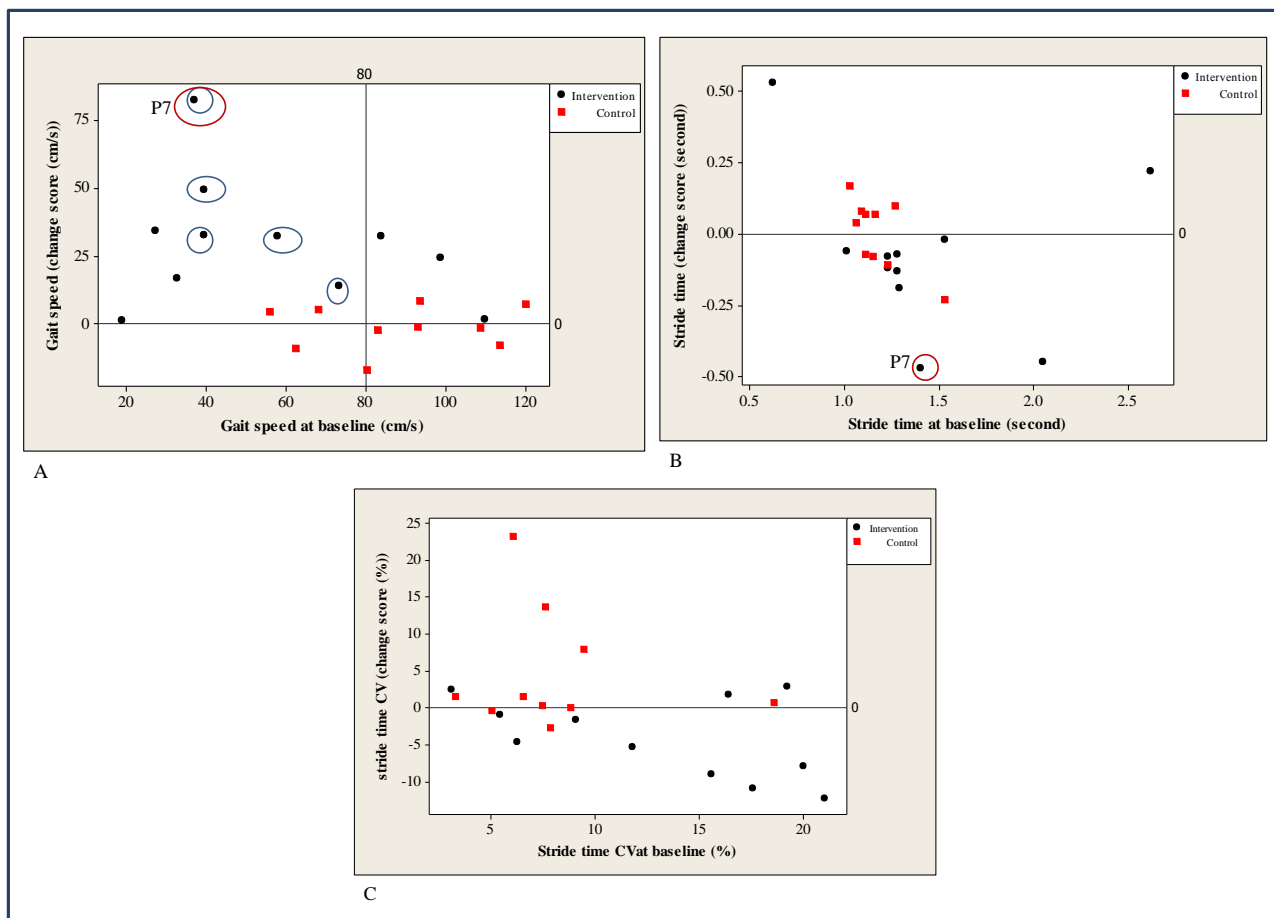 80
Intervention
Control
P7
75
50
25
0
0
Gait speed (change score (cm/s))
20 40 60 80 100 120
Gait speed at baseline (cm/s)
A
Intervention
Control
0.50
0.25
0.00
-0.25
-0.50
0
P7
Stride time (change score (second))
0.5 1.0 1.5 2.0 2.5
Stride time at baseline (second)
B
Intervention
Control
25
20
15
10
5
0
-5
-10
0
stride time CV (change score (%))
5 10 15 20
Stride time CVat baseline (%)
C